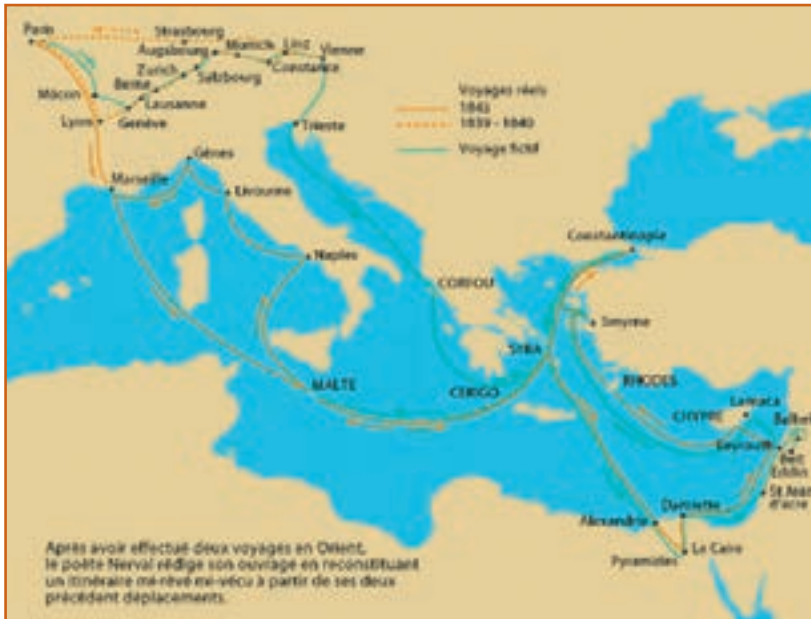 Paris
Strasbourg
Augsbourg
Munich
Linz
Vienne
Zurich
Salzbourg
Constance
Berne
Mâcon
Lausanne
Genève
Lyon
Trieste
Voyages réels
1843
1839 - 1840
Voyage fictif
Gênes
Marseille
Livourne
Naples
Constantinople
CORFOU
Smyrne
SYRA
MALTE
CERIGO
RHODES
Larnaca
CHYPRE
Beyrouth
Beit
Eddin
St Jean
d'acre
Damiette
Alexandrie
Le Caire
Pyramides
Après avoir effectué deux voyages en Orient,
le poète Nerval rédige son ouvrage en reconstituant
un itinéraire mi-rêvé mi-vécu à partir de ses deux
précédent déplacements.